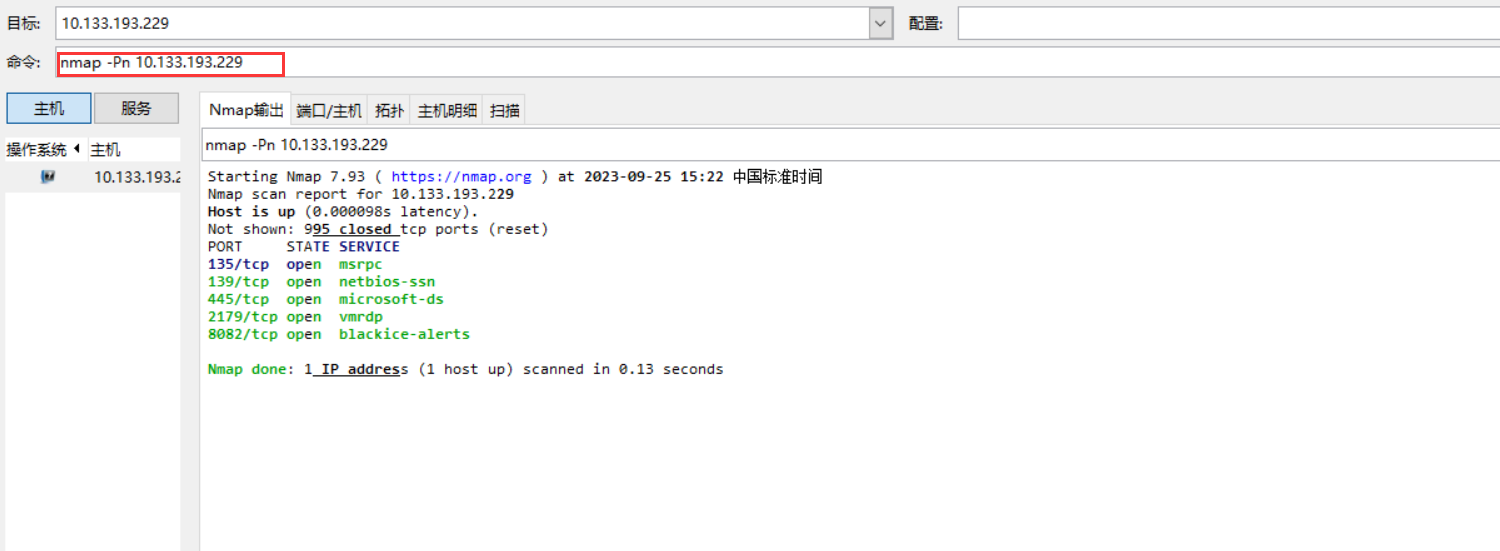 目标: 10.133.193.229 配置:
命令: nmap -Pn 10.133.193.229
主机 服务 Nmap输出 端口/主机 拓扑 主机明细 扫描
操作系统 主机 nmap -Pn 10.133.193.229
10.133.193.2
Starting Nmap 7.93 ( https://nmap.org ) at 2023-09-25 15:22 中国标准时间
Nmap scan report for 10.133.193.229
Host is up (0.000098s latency).
Not shown: 995 closed tcp ports (reset)
PORT STATE SERVICE
135/tcp open msrpc
139/tcp open netbios-ssn
445/tcp open microsoft-ds
2179/tcp open vmrdp
8082/tcp open blackice-alerts
Nmap done: 1 IP address (1 host up) scanned in 0.13 seconds